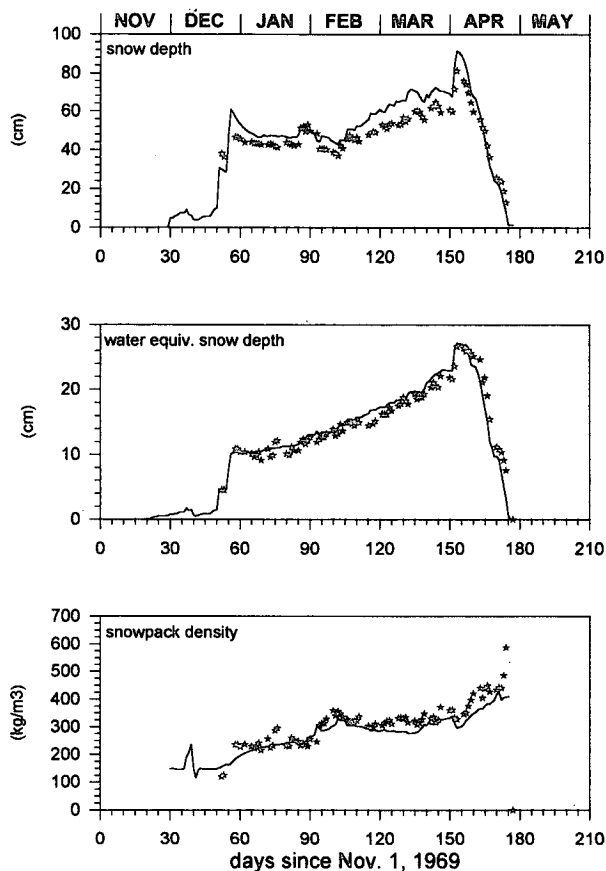 NOV DEC JAN FEB MAR APR MAY
100
snow depth
80
60
(cm)
40
20
0
0 30 60 90 120 150 180 210
30
water equiv. snow depth
20
(cm)
10
0
0 30 60 90 120 150 180 210
700
snowpack density
600
500
(kg/m3)
400
300
200
100
0
0 30 60 90 120 150 180 210
days since Nov. 1, 1969